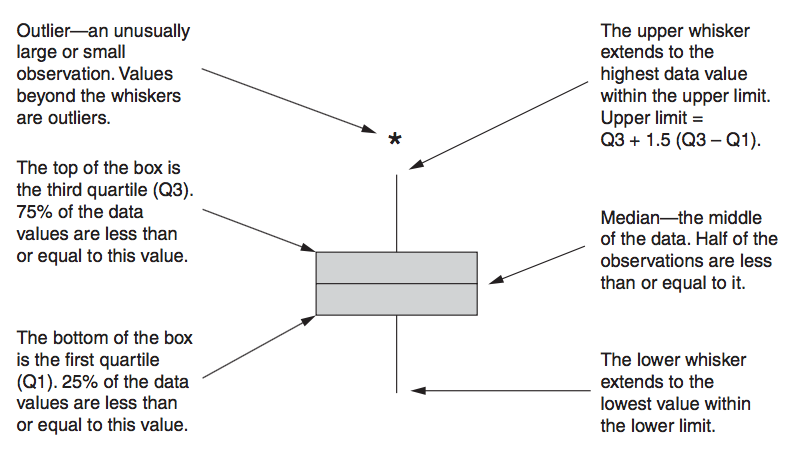 Outlier—an unusually
large or small
observation. Values
beyond the whiskers
are outliers.
The top of the box is
the third quartile (Q3).
75% of the data
values are less than
or equal to this value.
The bottom of the box
is the first quartile
(Q1). 25% of the data
values are less than
or equal to this value.
*
The upper whisker
extends to the
highest data value
within the upper limit.
Upper limit =
Q3 + 1.5 (Q3 – Q1).
Median—the middle
of the data. Half of the
observations are less
than or equal to it.
The lower whisker
extends to the
lowest value within
the lower limit.